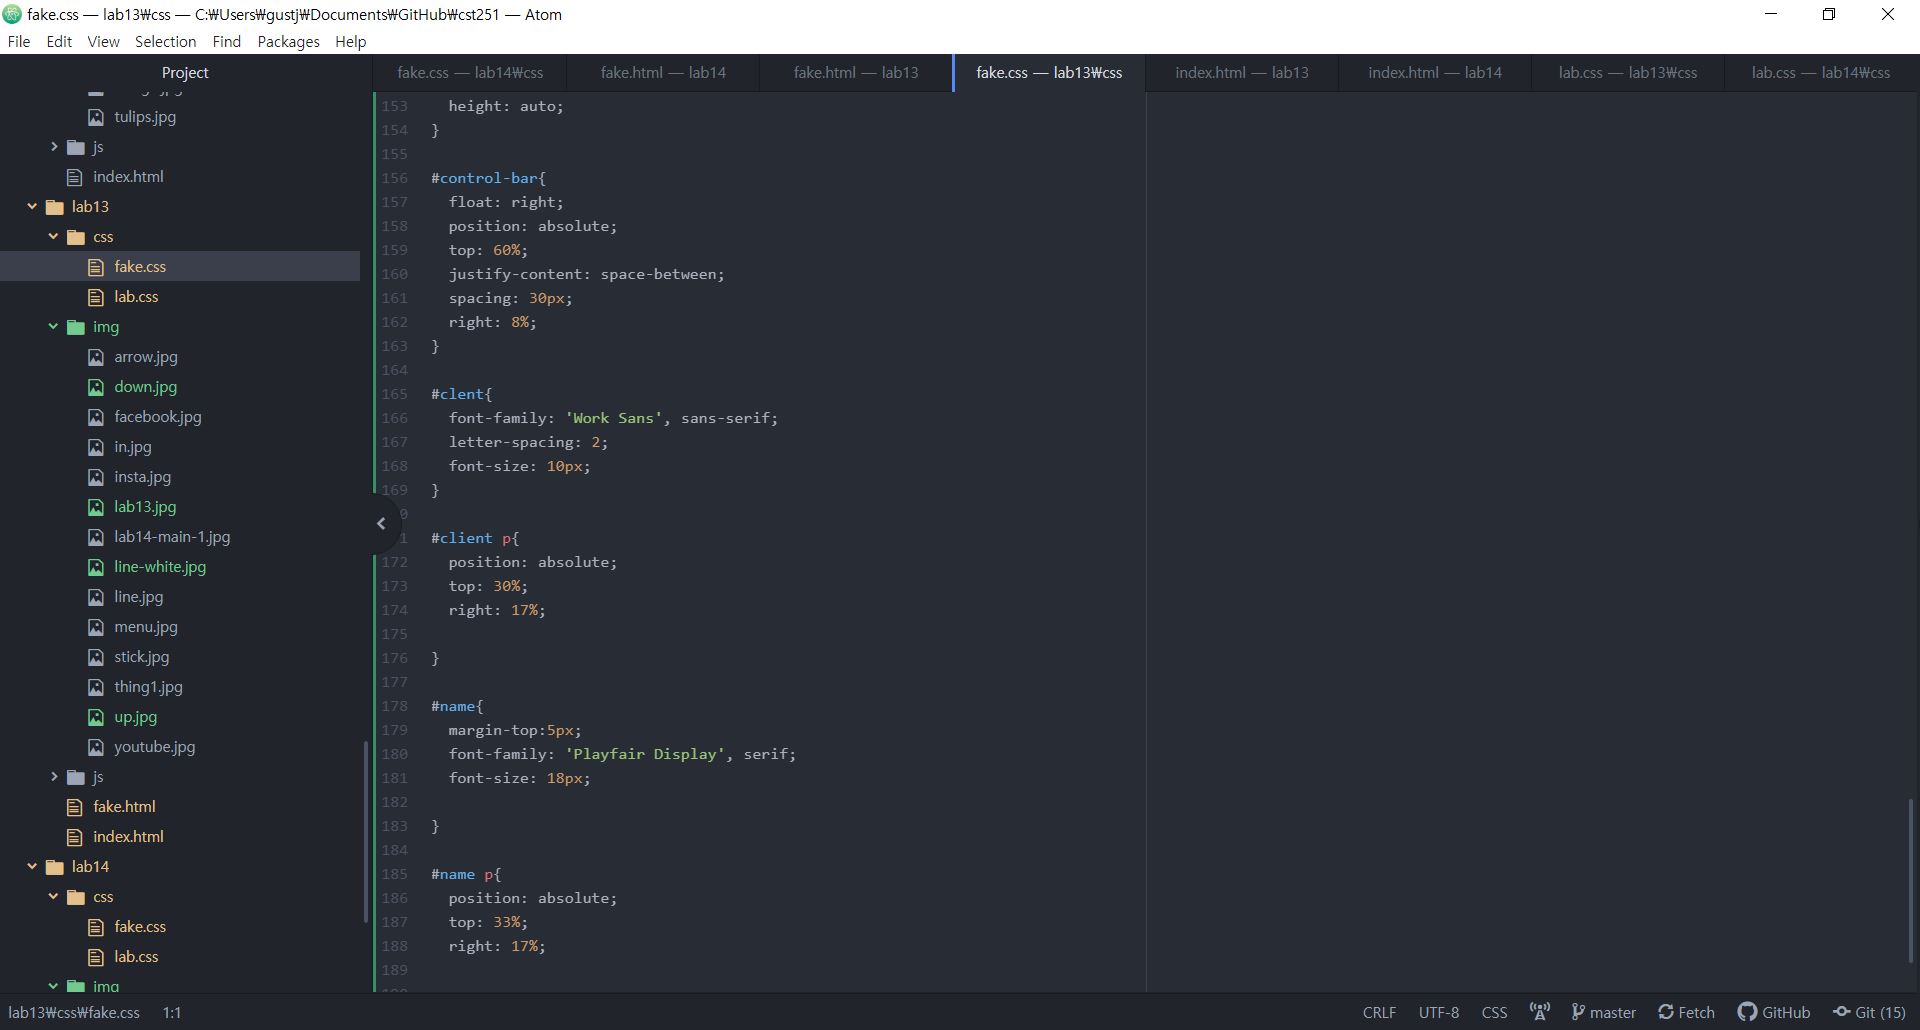 fake.css — lab13₩css — C:₩Users₩gustj₩Documents₩GitHub₩cst251 — Atom
File Edit View Selection Find Packages Help
Project
tulips.jpg
js
index.html
lab13
css
fake.css
lab.css
img
arrow.jpg
down.jpg
facebook.jpg
in.jpg
insta.jpg
lab13.jpg
lab14-main-1.jpg
line-white.jpg
line.jpg
menu.jpg
stick.jpg
thing1.jpg
up.jpg
youtube.jpg
js
fake.html
index.html
lab14
css
fake.css
lab.css
img
fake.css — lab14₩css fake.html — lab14 fake.html — lab13 fake.css — lab13₩css index.html — lab13 index.html — lab14 lab.css — lab13₩css lab.css — lab14₩css
153 height: auto;
154 }
155
156 #control-bar{
157 float: right;
158 position: absolute;
159 top: 60%;
160 justify-content: space-between;
161 spacing: 30px;
162 right: 8%;
163 }
164
165 #clent{
166 font-family: 'Work Sans', sans-serif;
167 letter-spacing: 2;
168 font-size: 10px;
169 }
0
1 #client p{
172 position: absolute;
173 top: 30%;
174 right: 17%;
175
176 }
177
178 #name{
179 margin-top:5px;
180 font-family: 'Playfair Display', serif;
181 font-size: 18px;
182
183 }
184
185 #name p{
186 position: absolute;
187 top: 33%;
188 right: 17%;
189
lab13₩css₩fake.css 1:1 CRLF UTF-8 CSS master Fetch GitHub Git (15)